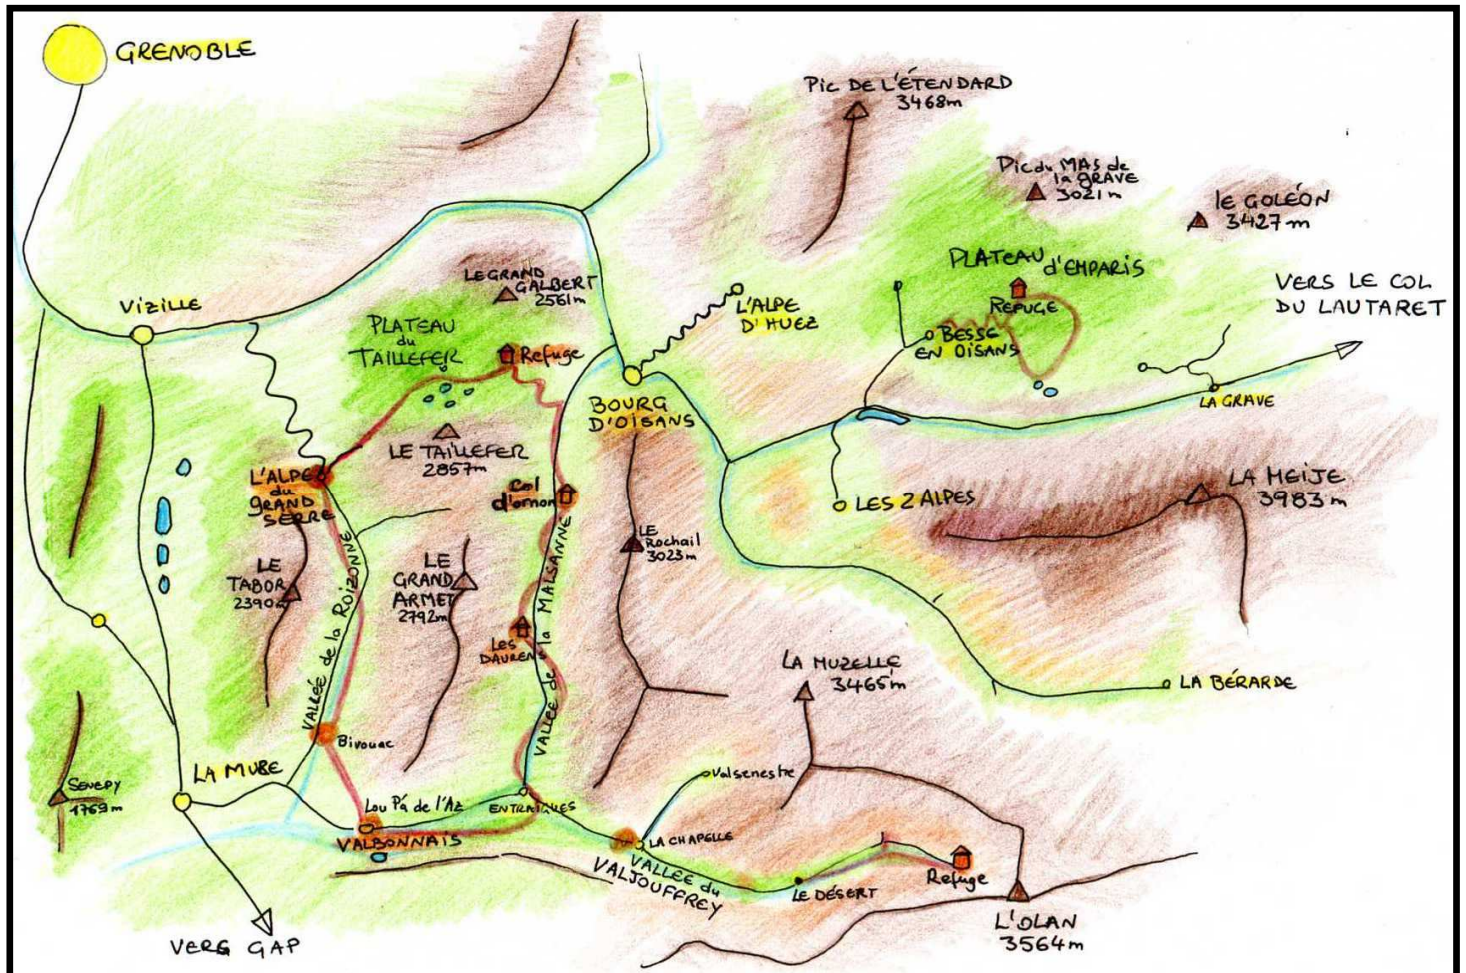 GRENOBLE
PIC DE L'ÉTENDARD
3468m
Pic du MAS de
la GRAVE
3021m
lE GOLÉON
3427m
PLATEAU d'EMPARIS
REFUGE
VERS LE COL
DU LAUTARET
LE GRAND
GALBERT
2561m
VIZILLE
L'ALPE
D'HUEZ
PLATEAU
du
TAILLEFER
Refuge
BESSE
EN OISANS
BOURG
D'OISANS
LA GRAVE
LE TAILLEFER
2857m
L'ALPE
du
GRAND
SERRE
Col
d'ornon
LES 2 ALPES
LA MEIJE
3983m
LE
Rochail
3023m
LE
TABOR
2390m
LE
GRAND
ARMET
2792m
VALLÉE de la ROIZONNE
VALLÉE de la MALSANNE
LES
DAURENS
LA MUZELLE
3465m
LA BÉRARDE
Bivouac
LA MURE
Valsenestre
SENEPY
1769m
Lou Pá de l'Az
ENTRAIGUES
VALBONNAIS
LA CHAPELLE
VALLÉE du
VALJOUFFREY
LE DÉSERT
Refuge
L'OLAN
3564m
VERS GAP